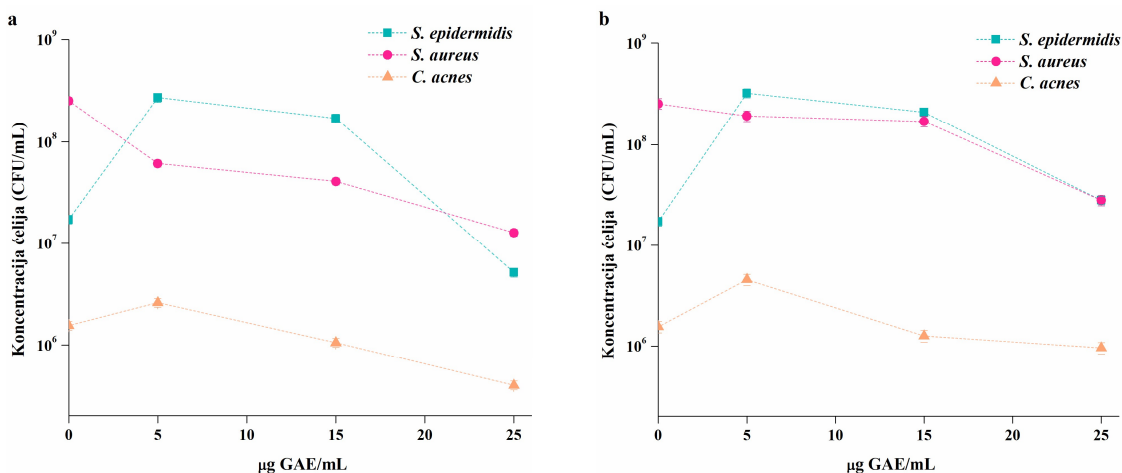 a
S. epidermidis
S. aureus
C. acnes
Koncentracija ćelija (CFU/mL)
10⁹
10⁸
10⁷
10⁶
0 5 10 15 20 25
µg GAE/mL
b
S. epidermidis
S. aureus
C. acnes
Koncentracija ćelija (CFU/mL)
10⁹
10⁸
10⁷
10⁶
0 5 10 15 20 25
µg GAE/mL